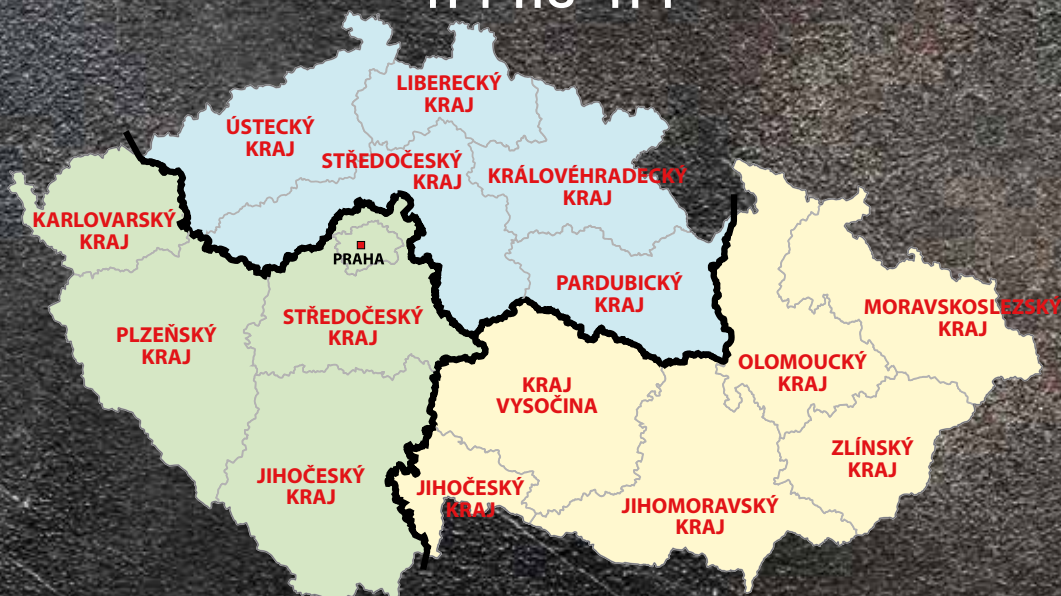 LIBERECKÝ
KRAJ
ÚSTECKÝ
KRAJ
STŘEDOČESKÝ
KRAJ
KRÁLOVÉHRADECKÝ
KRAJ
KARLOVARSKÝ
KRAJ
PRAHA
PARDUBICKÝ
KRAJ
STŘEDOČESKÝ
KRAJ
PLZEŇSKÝ
KRAJ
MORAVSKOSLEZSKÝ
KRAJ
OLOMOUCKÝ
KRAJ
KRAJ
VYSOČINA
ZLÍNSKÝ
KRAJ
JIHOČESKÝ
KRAJ
JIHOČESKÝ
KRAJ
JIHOMORAVSKÝ
KRAJ